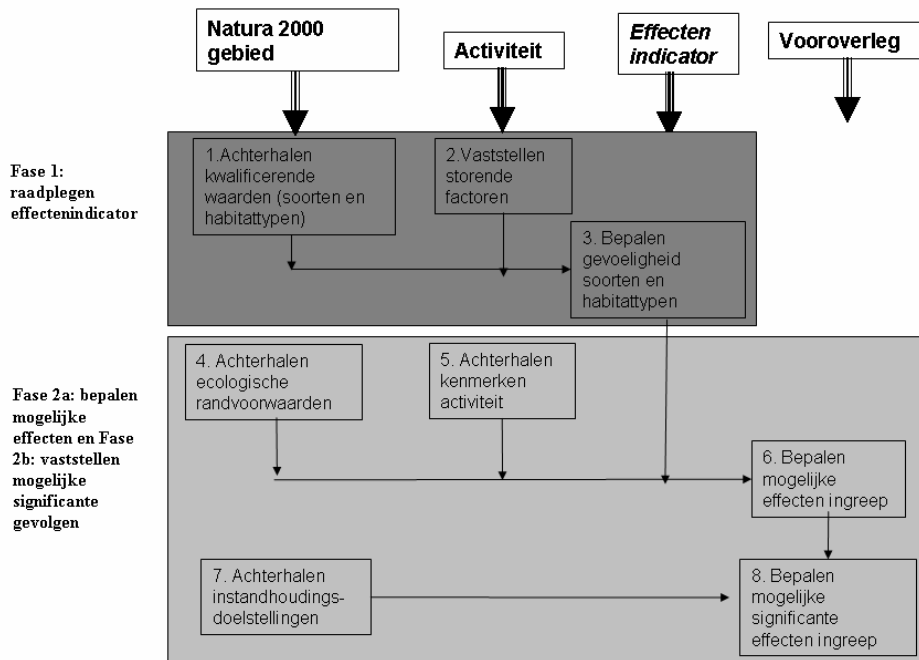 Natura 2000
gebied
Activiteit
Effecten
indicator
Vooroverleg
Fase 1:
raadplegen
effectenindicator
1.Achterhalen
kwalificerende
waarden (soorten en
habitattypen)
2.Vaststellen
storende
factoren
3. Bepalen
gevoeligheid
soorten en
habitattypen
Fase 2a: bepalen
mogelijke
effecten en Fase
2b: vaststellen
mogelijke
significante
gevolgen
4. Achterhalen
ecologische
randvoorwaarden
5. Achterhalen
kenmerken
activiteit
6. Bepalen
mogelijke
effecten ingreep
7. Achterhalen
instandhoudings-
doelstellingen
8. Bepalen
mogelijke
significante
effecten ingreep